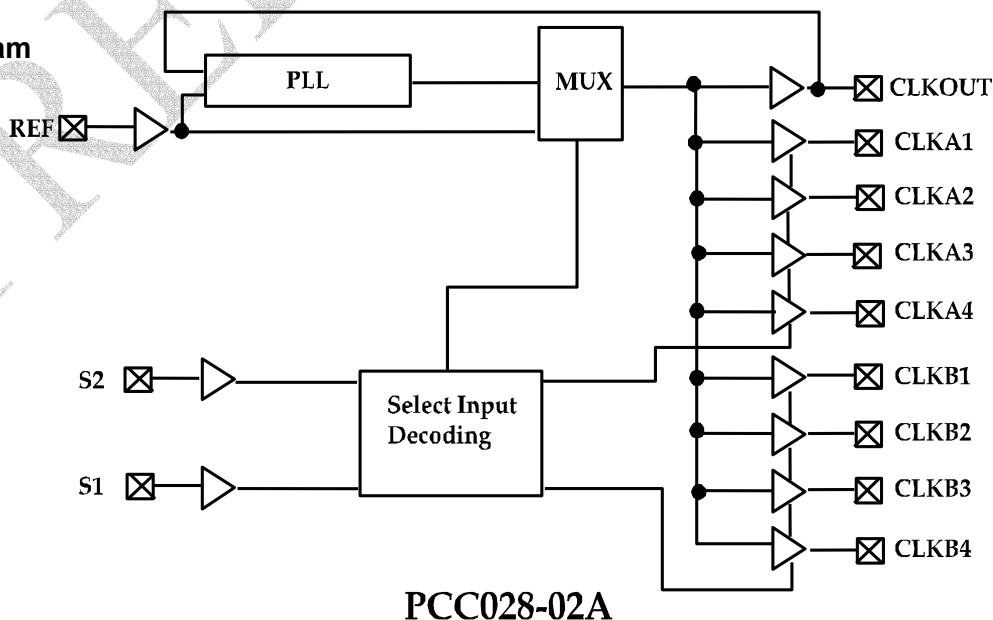 am
PLL
MUX
REF
CLKOUT
CLKA1
CLKA2
CLKA3
CLKA4
S2
Select Input
Decoding
CLKB1
CLKB2
S1
CLKB3
CLKB4
PCC028-02A